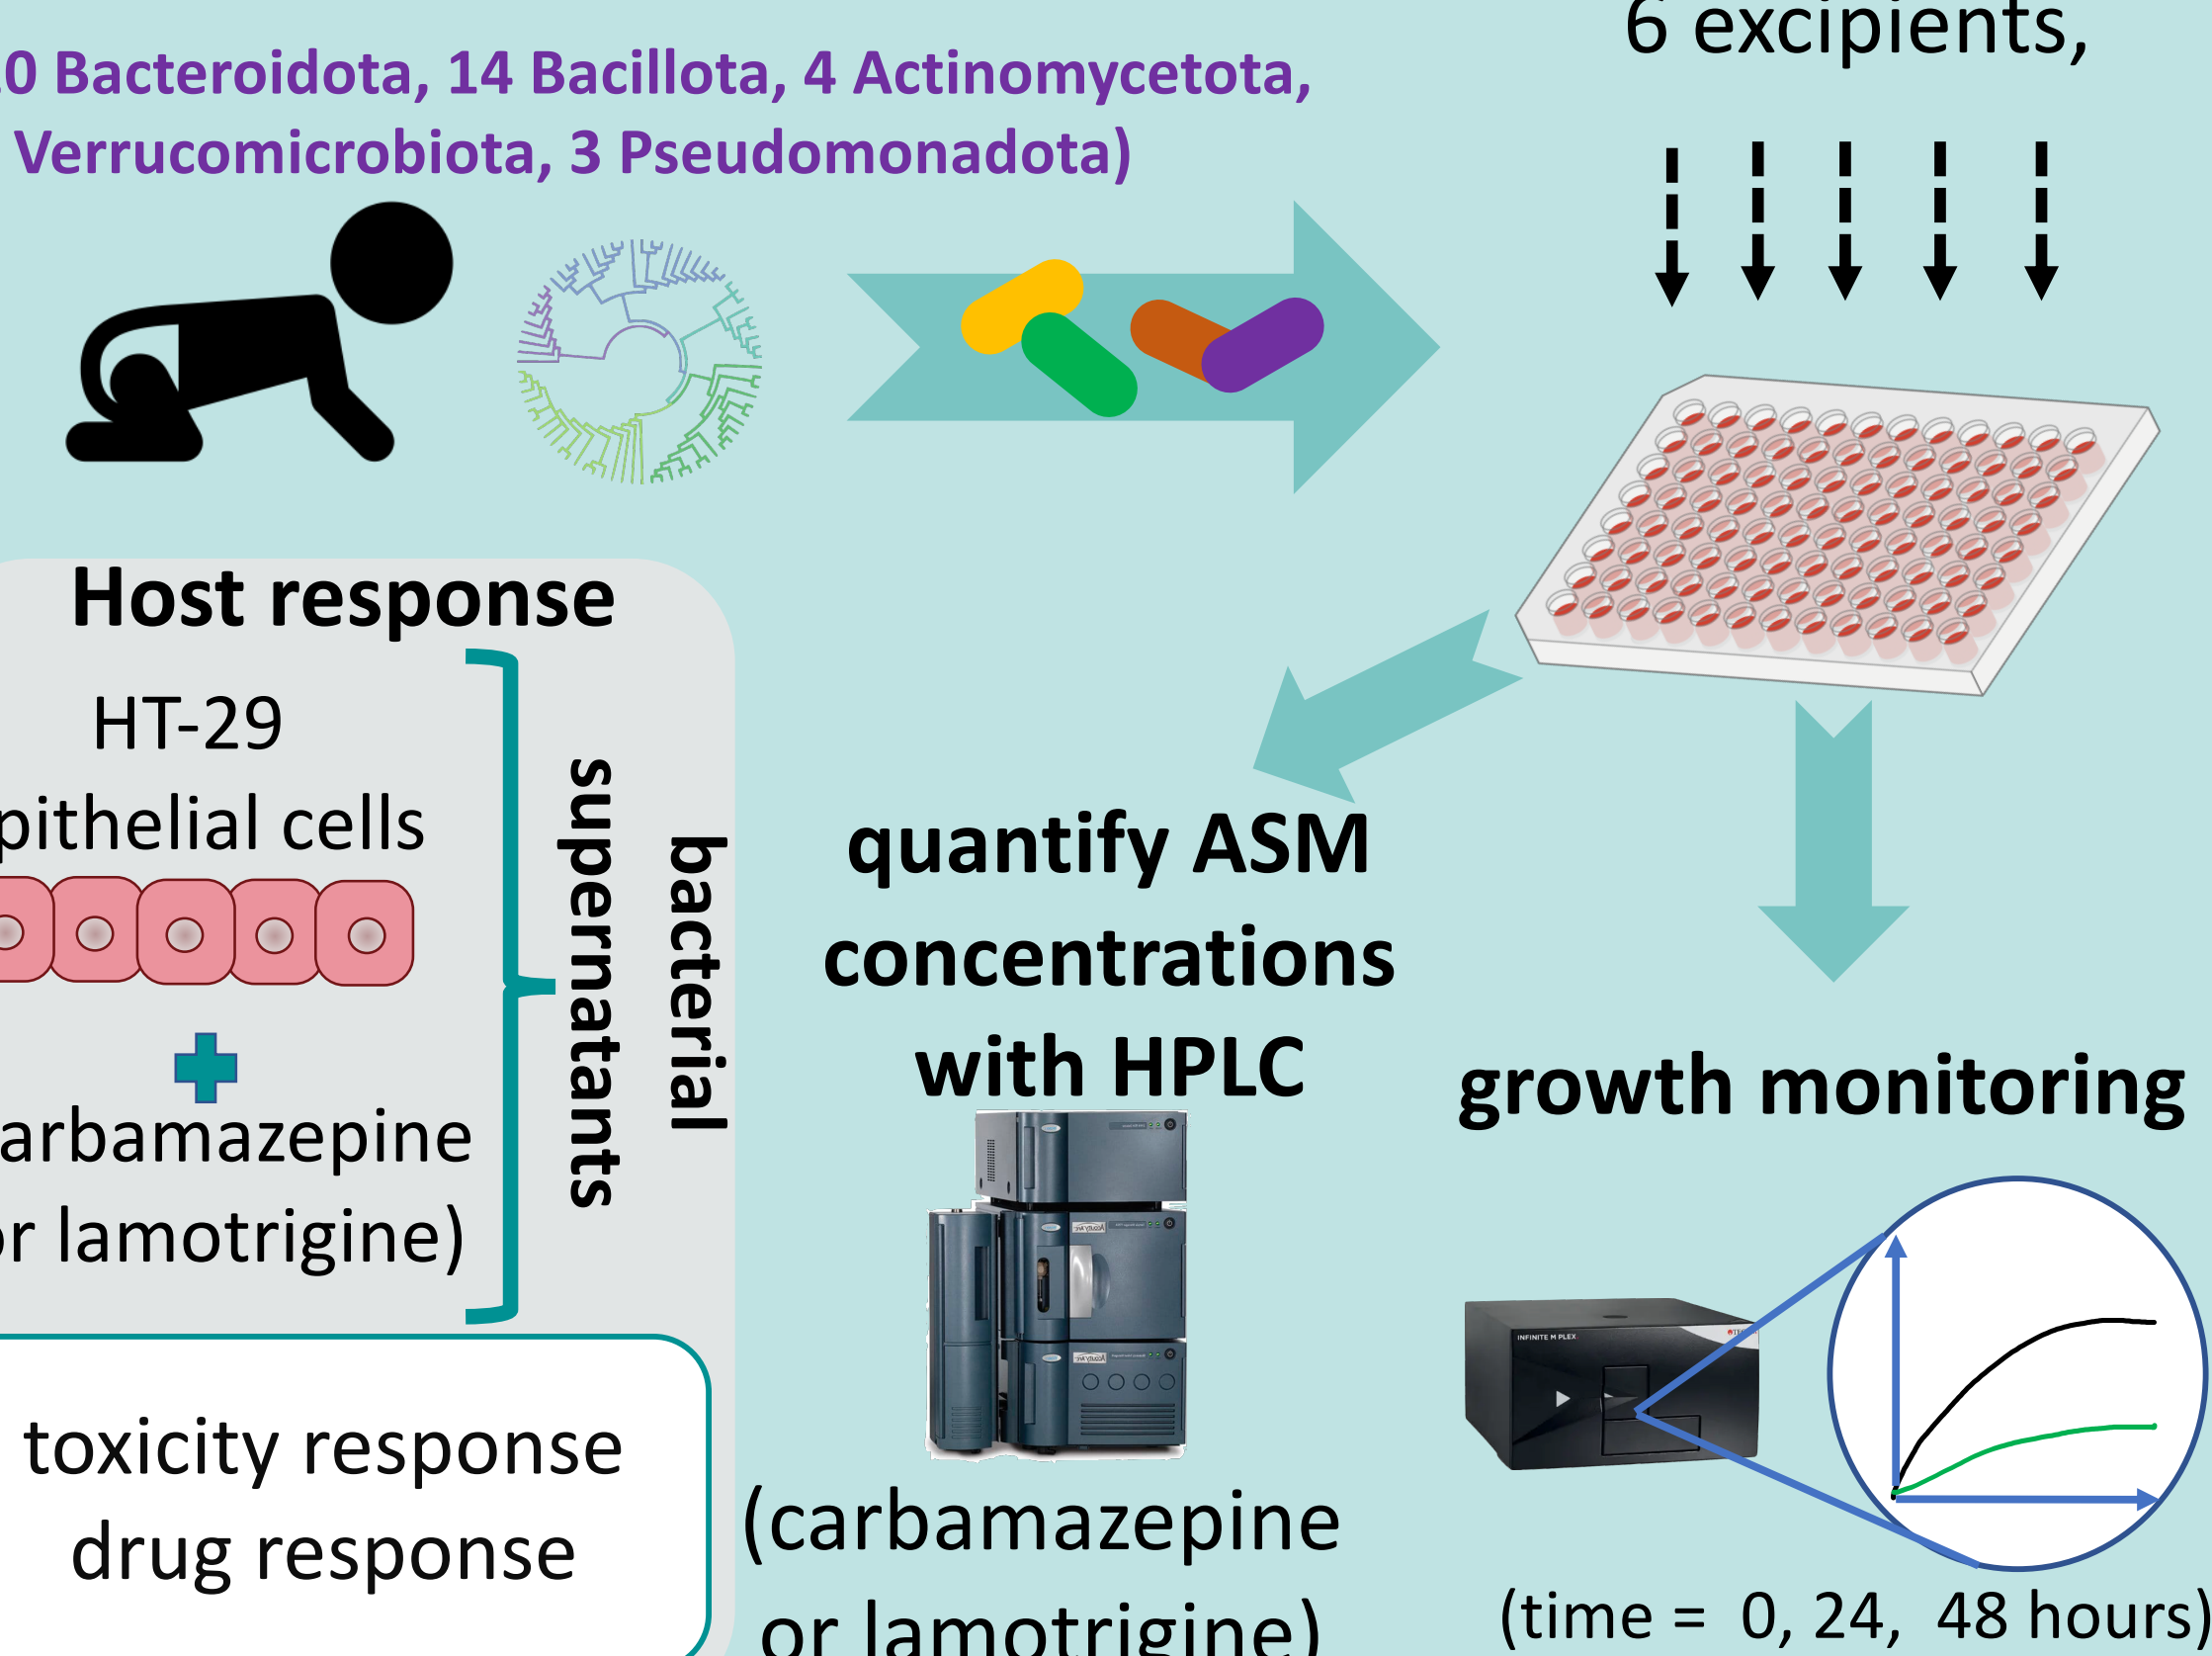 6 excipients,
0 Bacteroidota, 14 Bacillota, 4 Actinomycetota,
Verrucomicrobiota, 3 Pseudomonadota)
Host response
HT-29
pithelial cells
arbamazepine
or lamotrigine)
supernatants
bacterial
toxicity response
drug response
quantify ASM
concentrations
with HPLC
(carbamazepine
or lamotrigine)
growth monitoring
INFINITE M PLEX
(time = 0, 24, 48 hours)